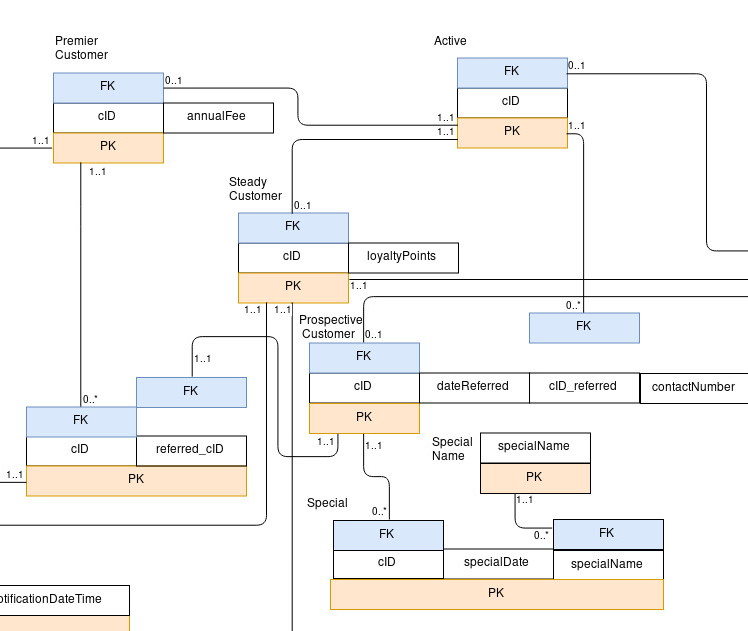 Premier
Customer
Active
FK
0..1
FK
0..1
cID
annualFee
cID
1..1
PK
1..1
1..1
PK
1..1
1..1
Steady
Customer
0..1
FK
cID
loyaltyPoints
PK
1..1
1..1
1..1
0..*
FK
Prospective
Customer
0..1
FK
1..1
cID
dateReferred
cID_referred
contactNumber
FK
0..*
FK
PK
cID
referred_cID
1..1
1..1
Special
Name
specialName
1..1
PK
PK
1..1
Special
0..*
0..*
FK
FK
cID
specialDate
specialName
PK
otificationDateTime